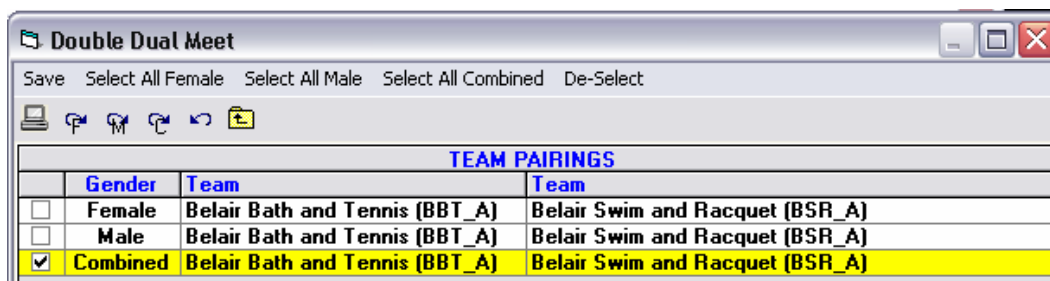 Double Dual Meet
Save Select All Female Select All Male Select All Combined De-Select
F M C
TEAM PAIRINGS
Gender Team Team
Female Belair Bath and Tennis (BBT_A) Belair Swim and Racquet (BSR_A)
Male Belair Bath and Tennis (BBT_A) Belair Swim and Racquet (BSR_A)
Combined Belair Bath and Tennis (BBT_A) Belair Swim and Racquet (BSR_A)